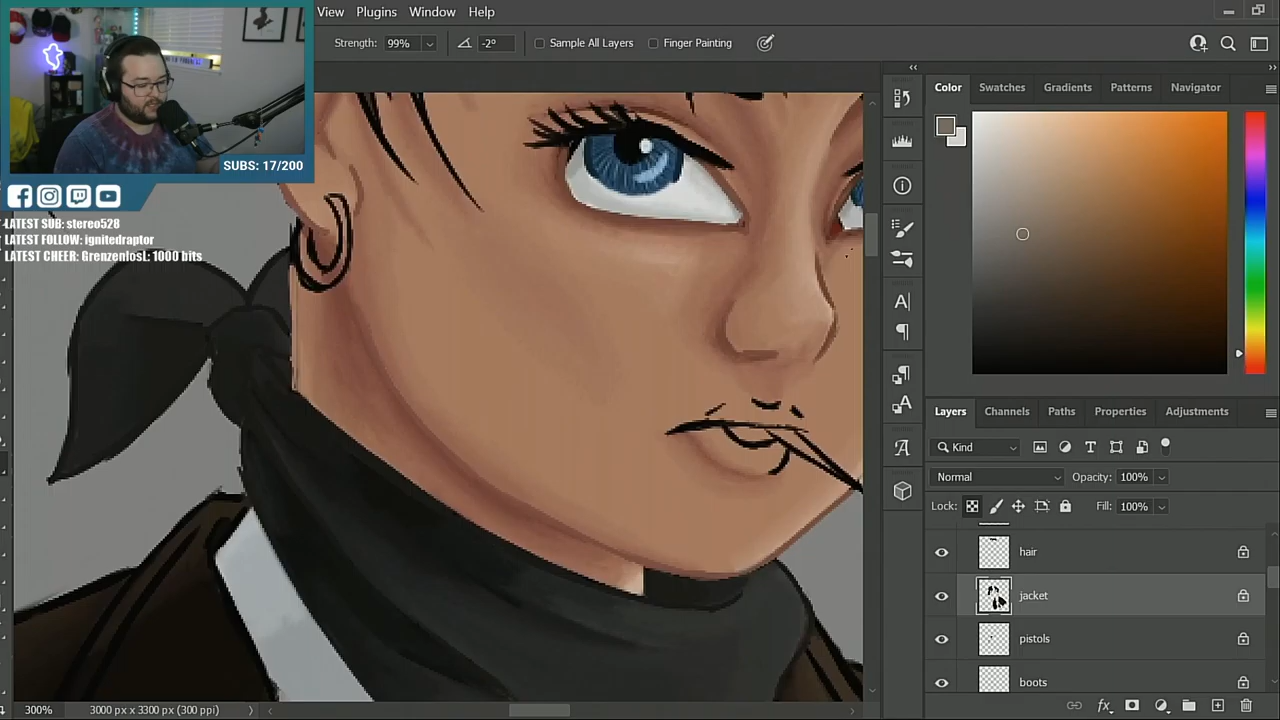 View Plugins Window Help
Strength: 99% -2° Sample All Layers Finger Painting
SUBS: 17/200
LATEST SUB: stereo528
LATEST FOLLOW: ignitedraptor
LATEST CHEER: GrenzenlosL: 1000 bits
Color Swatches Gradients Patterns Navigator
Layers Channels Paths Properties Adjustments
Kind
Normal Opacity: 100%
Lock: Fill: 100%
hair
jacket
pistols
boots
300% 3000 px x 3300 px (300 ppi)